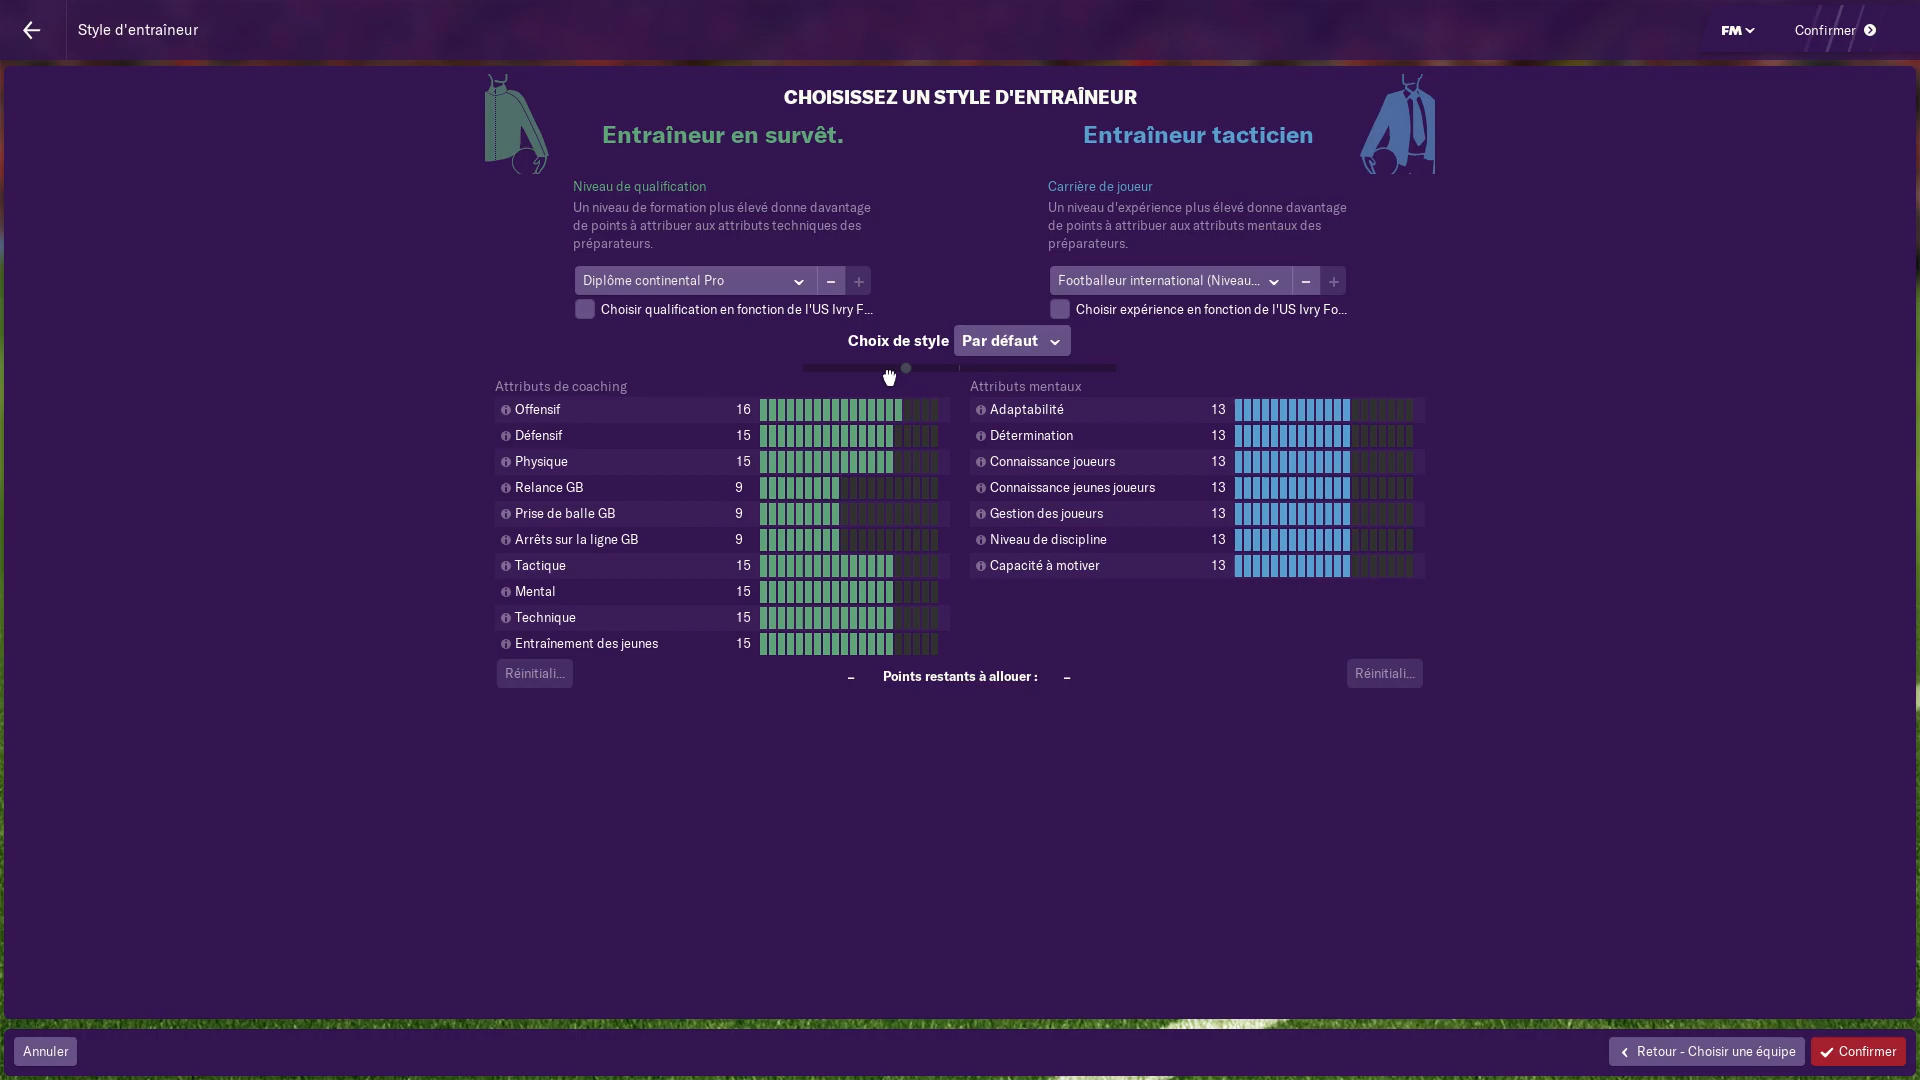 Style d'entraîneur
FM
Confirmer
CHOISISSEZ UN STYLE D'ENTRAÎNEUR
Entraîneur en survêt.
Entraîneur tacticien
Niveau de qualification
Un niveau de formation plus élevé donne davantage
de points à attribuer aux attributs techniques des
préparateurs.
Carrière de joueur
Un niveau d'expérience plus élevé donne davantage
de points à attribuer aux attributs mentaux des
préparateurs.
Diplôme continental Pro
Footballeur international (Niveau...
Choisir qualification en fonction de l'US Ivry F...
Choisir expérience en fonction de l'US Ivry Fo...
Choix de style Par défaut
Attributs de coaching
Offensif 16
Défensif 15
Physique 15
Relance GB 9
Prise de balle GB 9
Arrêts sur la ligne GB 9
Tactique 15
Mental 15
Technique 15
Entraînement des jeunes 15
Attributs mentaux
Adaptabilité 13
Détermination 13
Connaissance joueurs 13
Connaissance jeunes joueurs 13
Gestion des joueurs 13
Niveau de discipline 13
Capacité à motiver 13
Réinitiali...
– Points restants à allouer : –
Réinitiali...
Annuler
Retour - Choisir une équipe
Confirmer